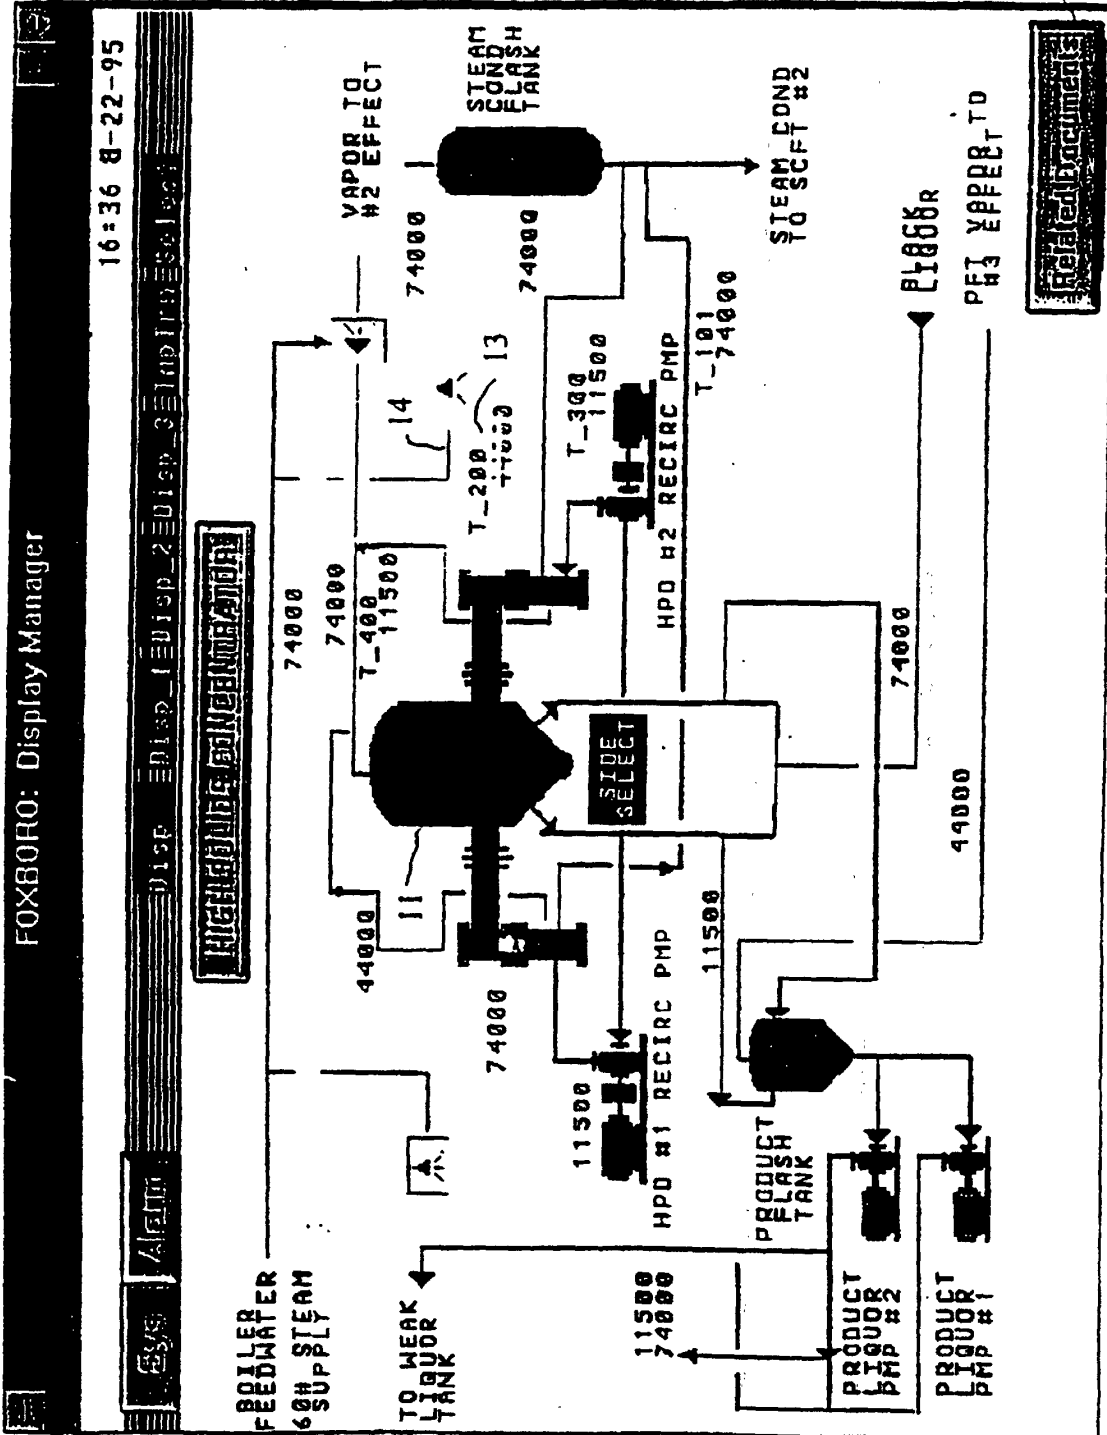 FOXBORO: Display Manager
16:36 8-22-95
Sys
Alarm
Disp
Disp_1
Disp_2
Disp_3
Select
HIGH SOLIDS CONCENTRATOR
BOILER
FEEDWATER
60# STEAM
SUPPLY
74000
74000
T_400
11500
VAPOR TO
#2 EFFECT
74000
STEAM
COND
FLASH
TANK
74000
44000
11
14
13
T_200
74000
T_300
11500
STEAM COND
TO SCFT #2
TO WEAK
LIQUOR
TANK
11500
HPD #1 RECIRC PMP
SIDE
SELECT
HPD #2 RECIRC PMP
T_101
74000
11500
74000
PRODUCT
FLASH
TANK
11500
74000
BLACK
LIQUOR
44000
PFT VAPOR TO
#3 EFFECT
PRODUCT
LIQUOR
PMP #2
PRODUCT
LIQUOR
PMP #1
Related Documents